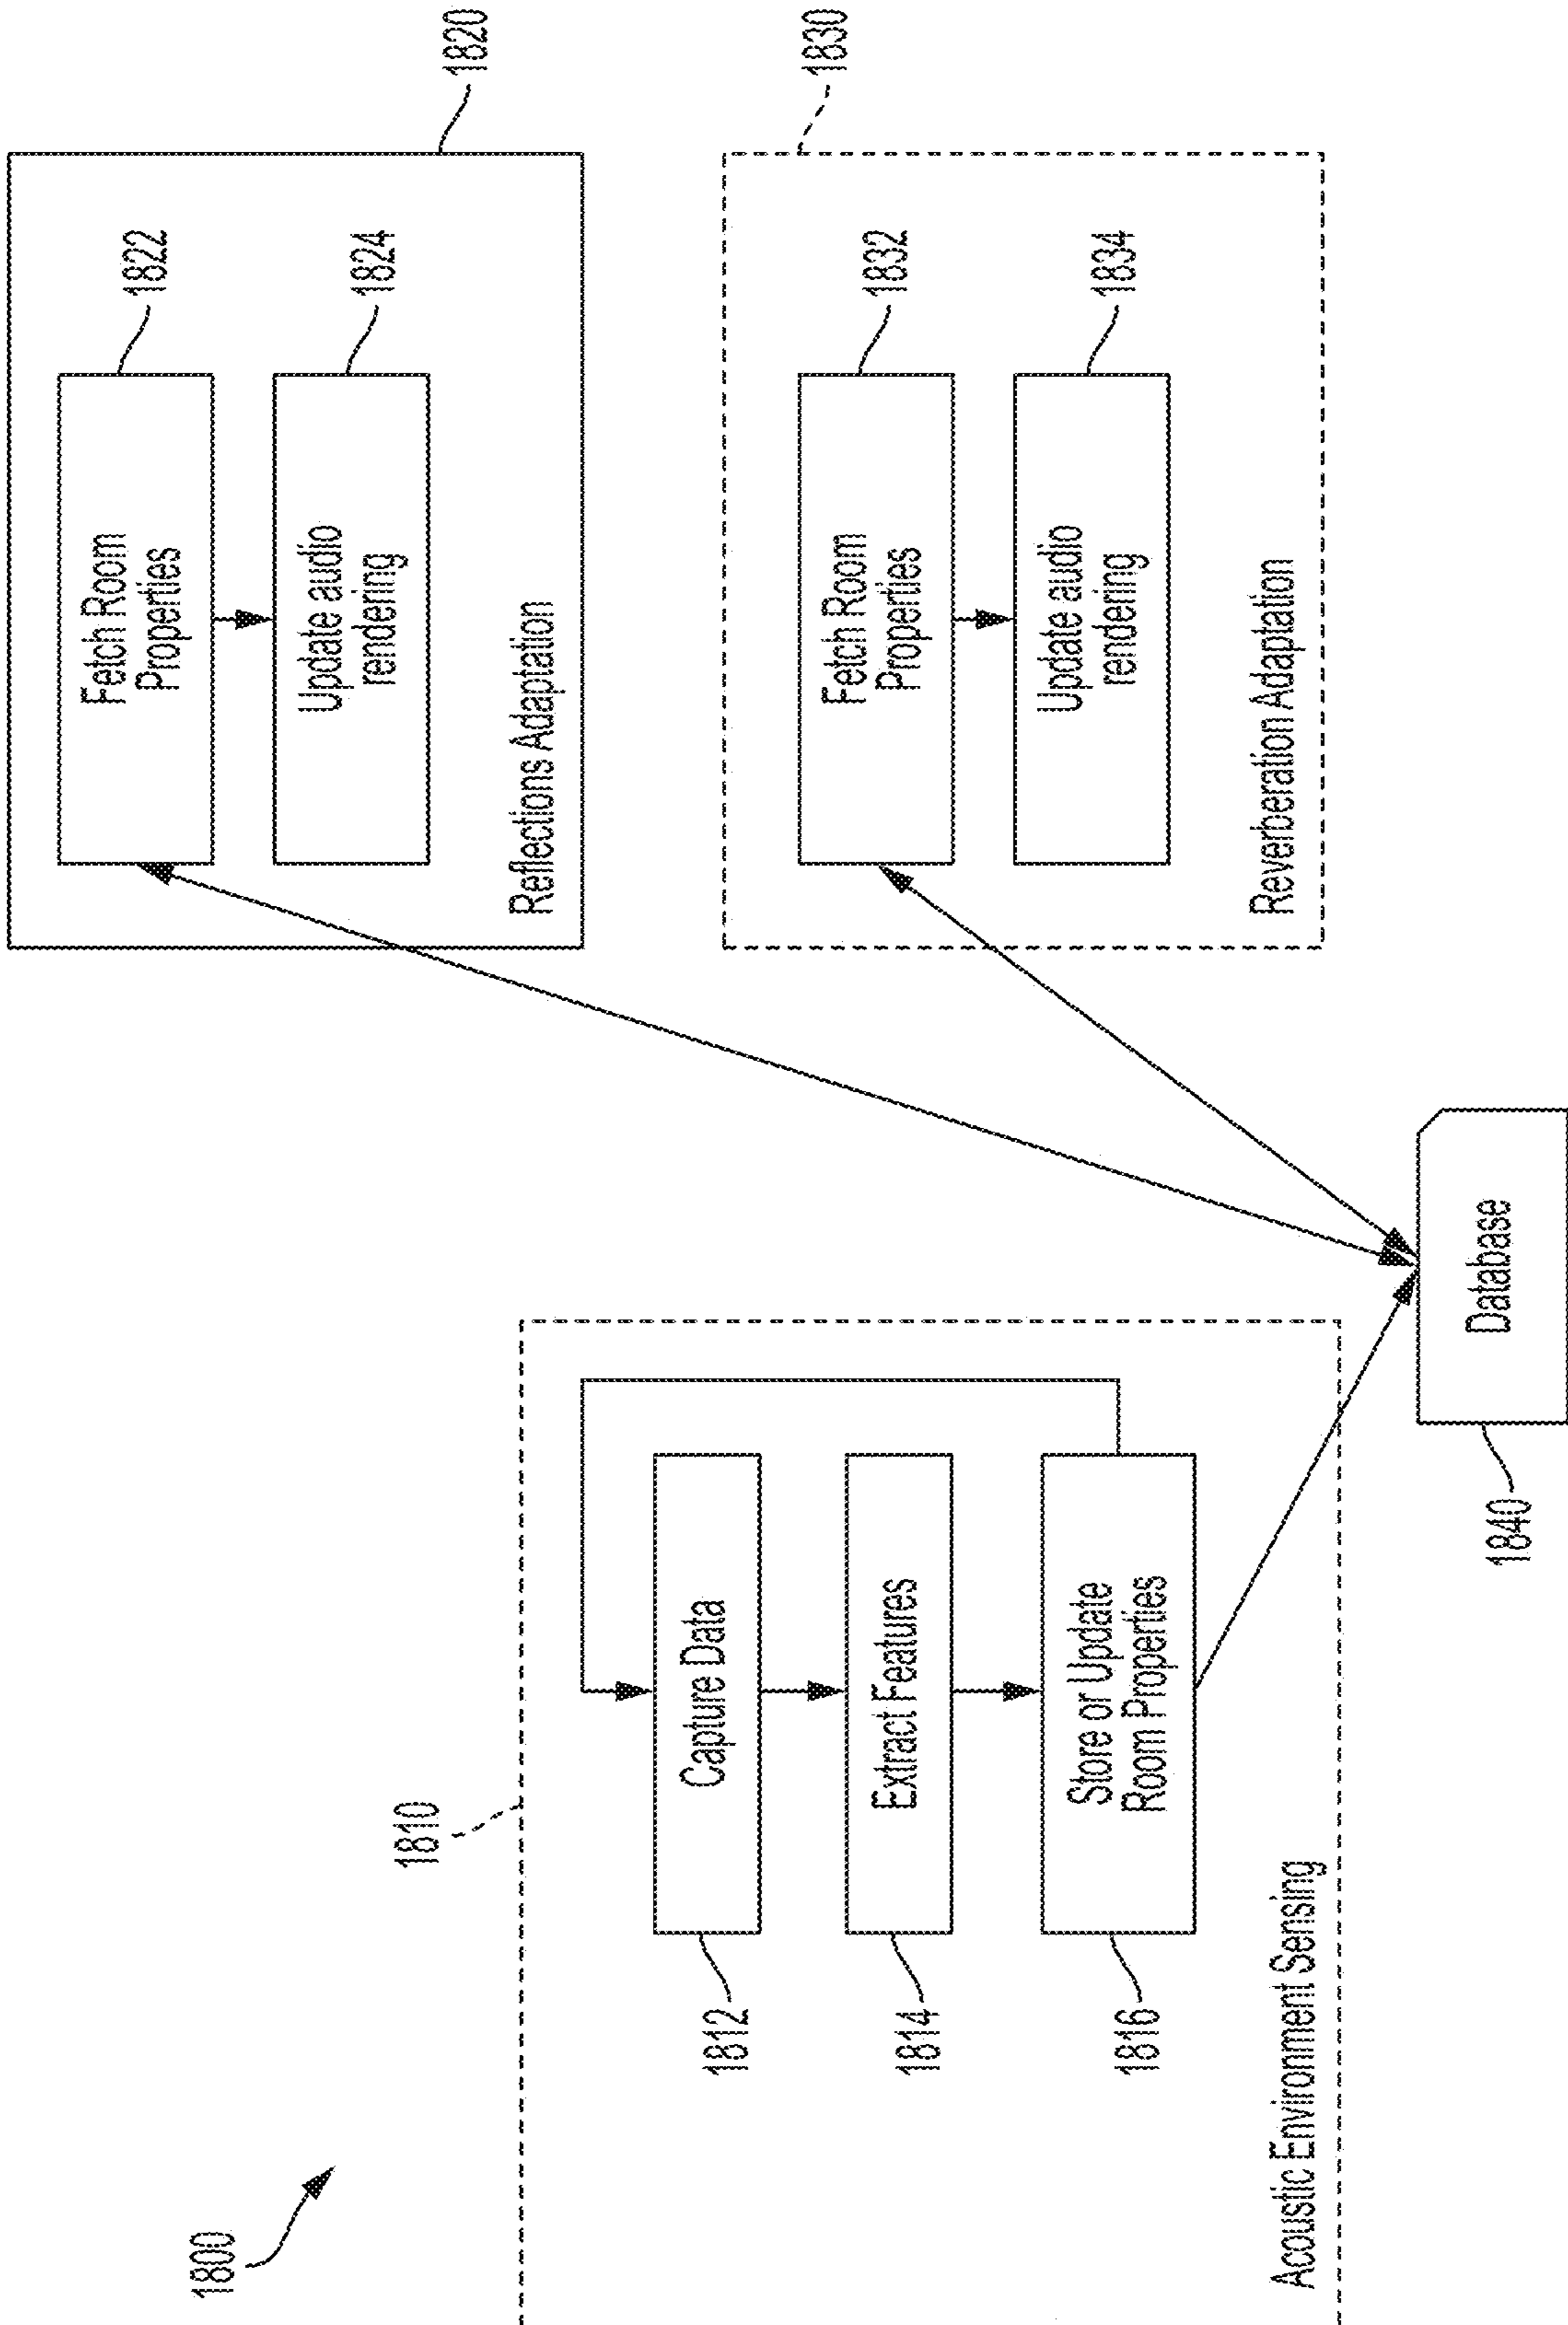 1800
1810
Capture Data
1812
Extract Features
1814
Store or Update
Room Properties
1816
Acoustic Environment Sensing
1820
Fetch Room
Properties
1822
Update audio
rendering
1824
Reflections Adaptation
1830
Fetch Room
Properties
1832
Update audio
rendering
1834
Reverberation Adaptation
Database
1840